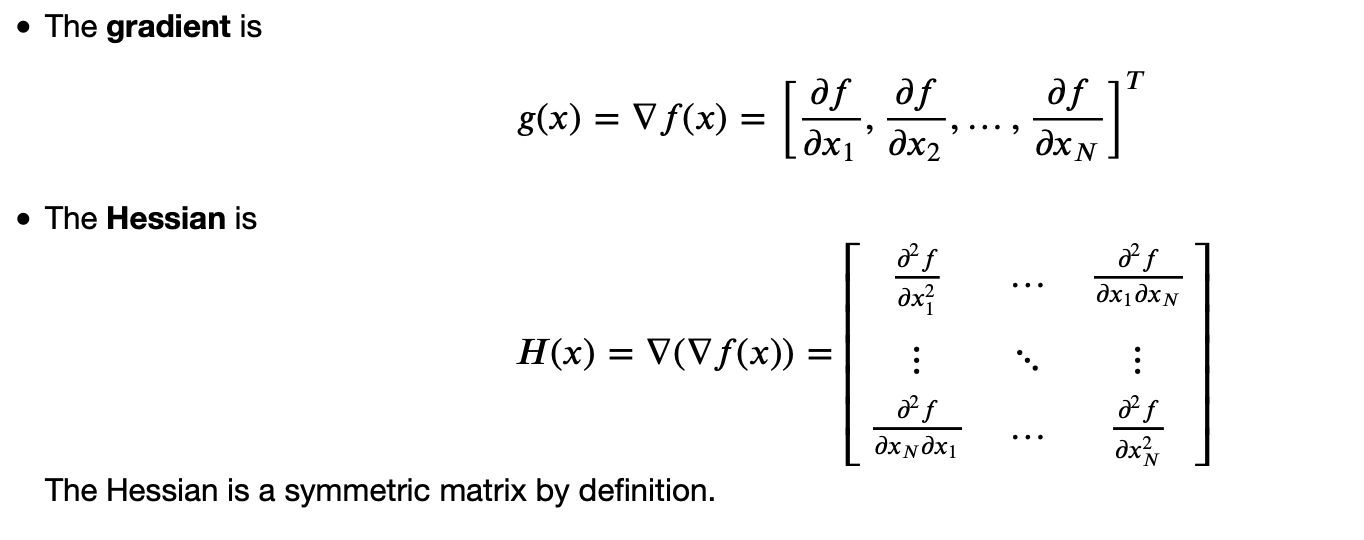 • The gradient is
g(x) = ∇f(x) = [∂f/∂x₁, ∂f/∂x₂, …, ∂f/∂x_N]^T
• The Hessian is
H(x) = ∇(∇f(x)) = [∂²f/∂x₁² … ∂²f/∂x₁∂x_N
⋮ ⋱ ⋮
∂²f/∂x_N∂x₁ … ∂²f/∂x_N²]
The Hessian is a symmetric matrix by definition.